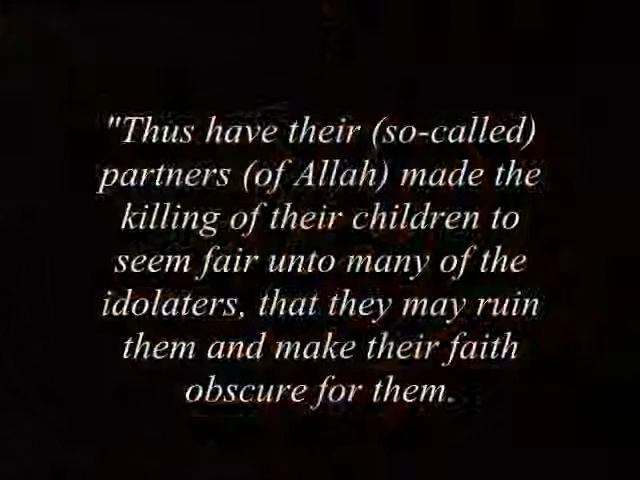 "Thus have their (so-called)
partners (of Allah) made the
killing of their children to
seem fair unto many of the
idolaters, that they may ruin
them and make their faith
obscure for them.